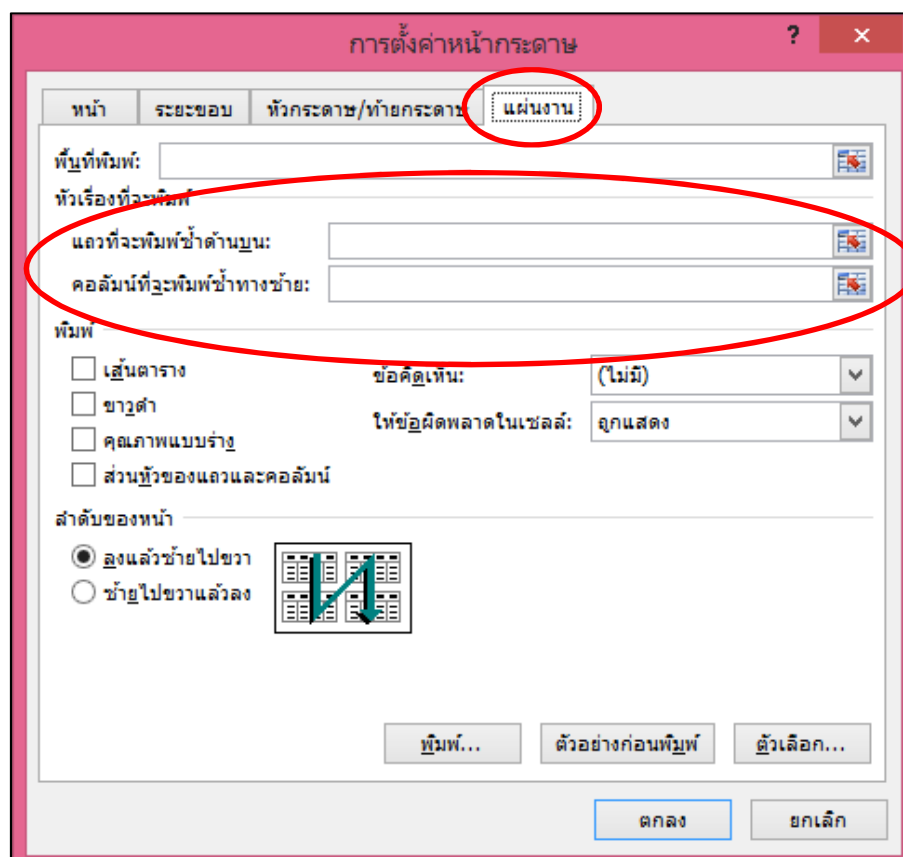 การตั้งค่าหน้ากระดาษ ? ×
หน้า ระยะขอบ หัวกระดาษ/ท้ายกระดาษ แผ่นงาน
พื้นที่พิมพ์:
หัวเรื่องที่จะพิมพ์
แถวที่จะพิมพ์ซ้ำด้านบน:
คอลัมน์ที่จะพิมพ์ซ้ำทางซ้าย:
พิมพ์
เส้นตาราง ข้อคิดเห็น: (ไม่มี)
ขาวดำ ให้ข้อผิดพลาดในเซลล์: ถูกแสดง
คุณภาพแบบร่าง
ส่วนหัวของแถวและคอลัมน์
ลำดับของหน้า
ลงแล้วซ้ายไปขวา
ซ้ายไปขวาแล้วลง
พิมพ์... ตัวอย่างก่อนพิมพ์ ตัวเลือก...
ตกลง ยกเลิก